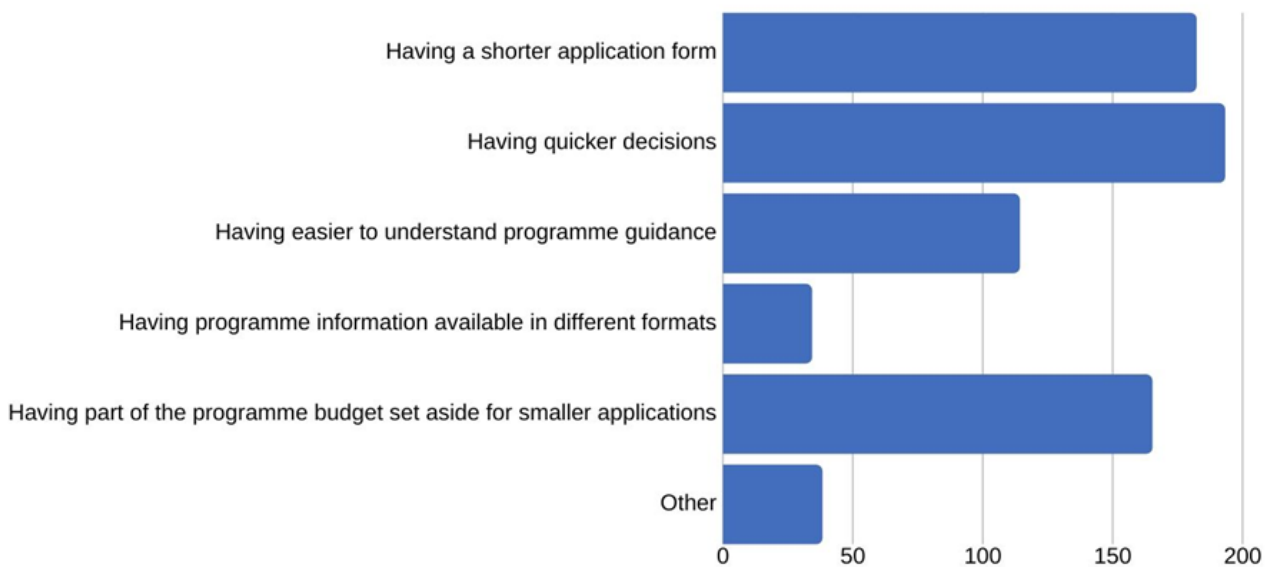 Having a shorter application form
Having quicker decisions
Having easier to understand programme guidance
Having programme information available in different formats
Having part of the programme budget set aside for smaller applications
Other
0 50 100 150 200